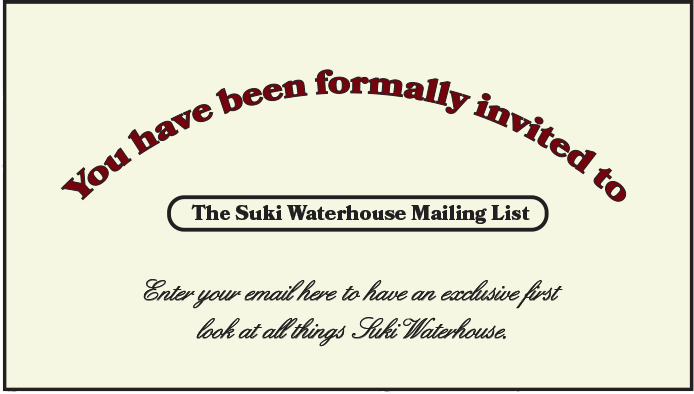 You have been formally invited to
The Suki Waterhouse Mailing List
Enter your email here to have an exclusive first
look at all things Suki Waterhouse.